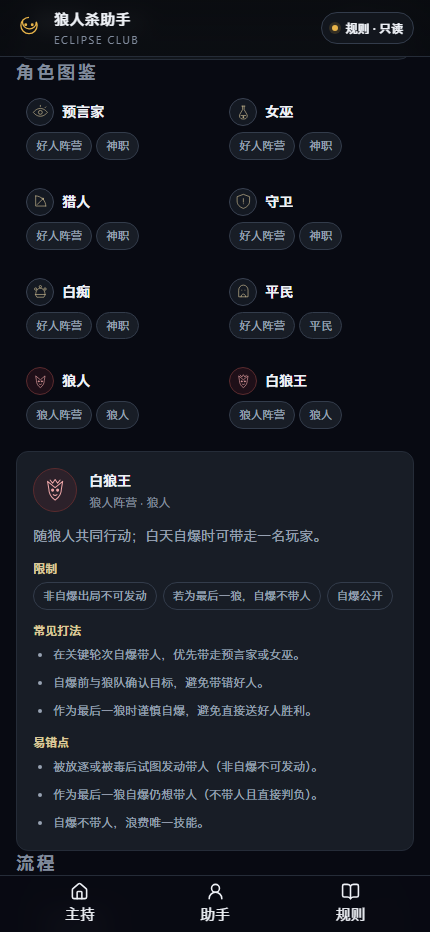 狼人杀助手
ECLIPSE CLUB
规则 · 只读
角色图鉴
预言家
好人阵营 神职
女巫
好人阵营 神职
猎人
好人阵营 神职
守卫
好人阵营 神职
白痴
好人阵营 神职
平民
好人阵营 平民
狼人
狼人阵营 狼人
白狼王
狼人阵营 狼人
白狼王
狼人阵营 · 狼人
随狼人共同行动；白天自爆时可带走一名玩家。
限制
非自爆出局不可发动 若为最后一狼，自爆不带人 自爆公开
常见打法
• 在关键轮次自爆带人，优先带走预言家或女巫。
• 自爆前与狼队确认目标，避免带错好人。
• 作为最后一狼时谨慎自爆，避免直接送好人胜利。
易错点
• 被放逐或被毒后试图发动带人（非自爆不可发动）。
• 作为最后一狼自爆仍想带人（不带人且直接判负）。
• 自爆不带人，浪费唯一技能。
流程
主持 助手 规则